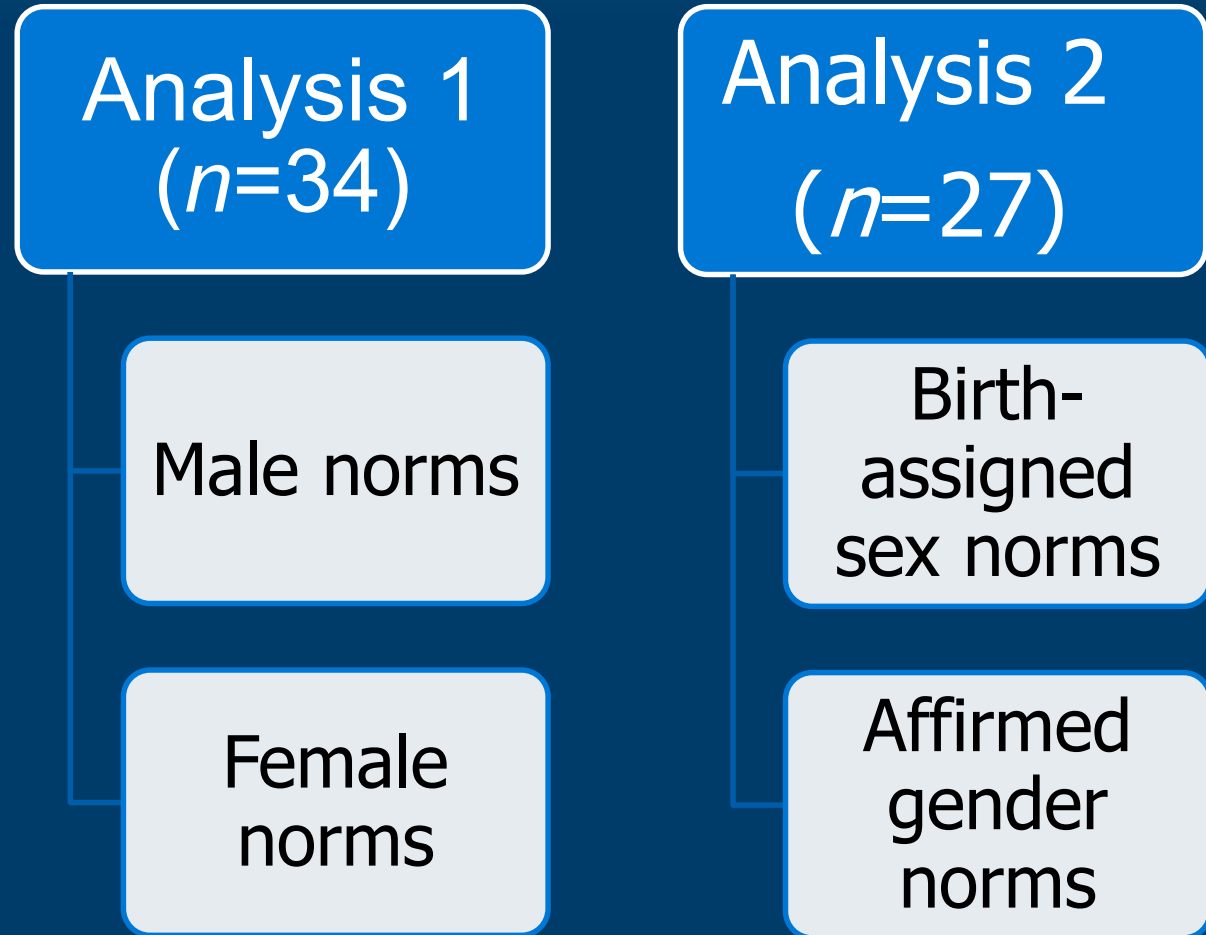 Analysis 1
(n=34)
Male norms
Female
norms
Analysis 2
(n=27)
Birth-
assigned
sex norms
Affirmed
gender
norms